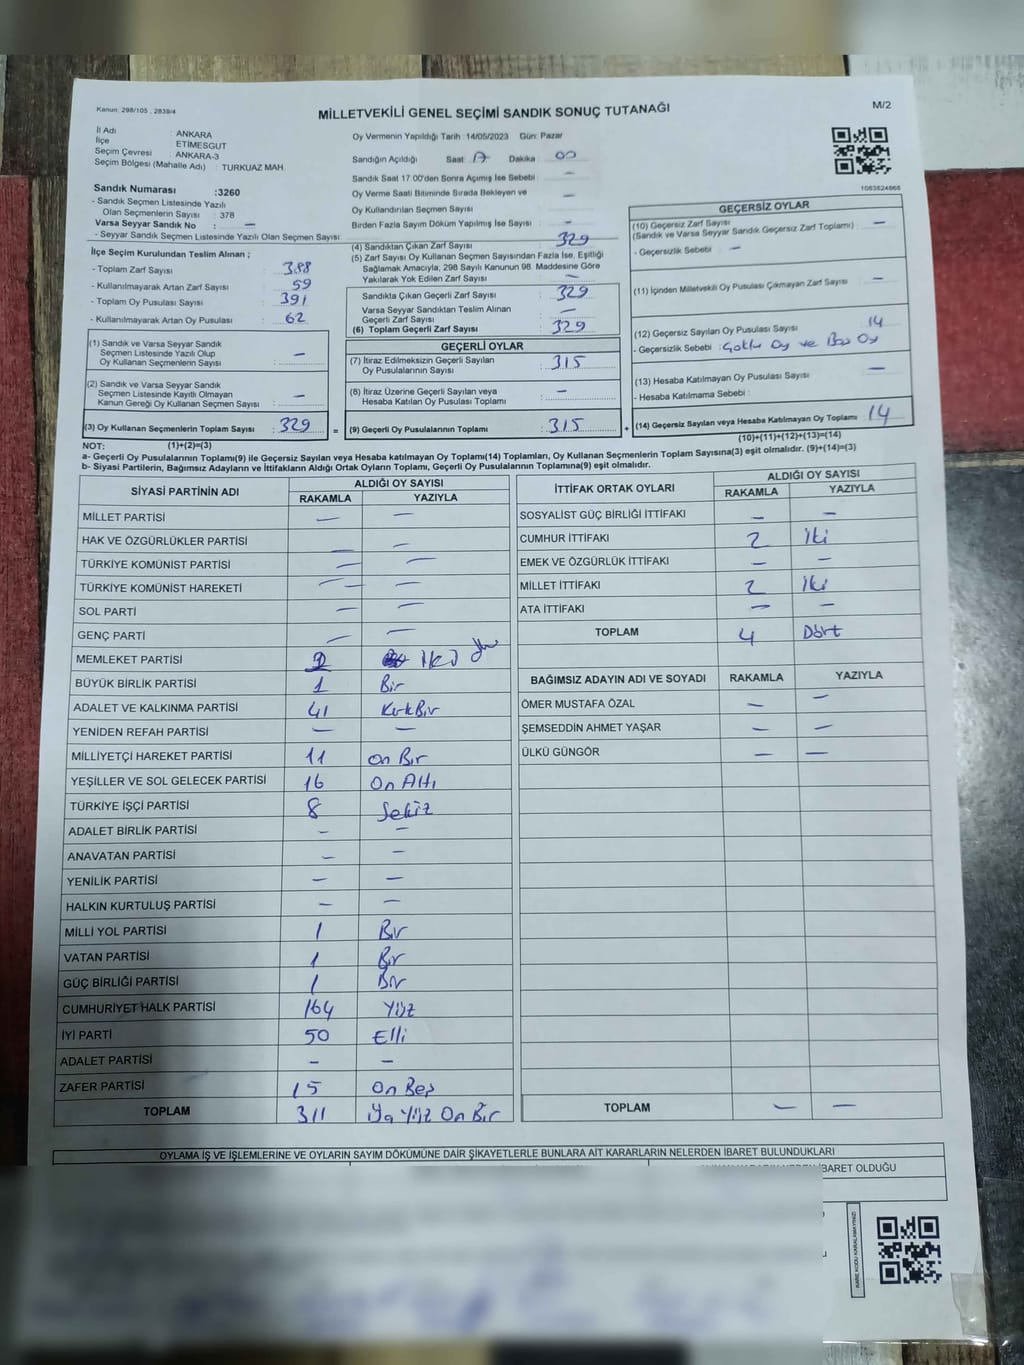 Kanun: 298/105 , 2839/4
MİLLETVEKİLİ GENEL SEÇİMİ SANDIK SONUÇ TUTANAĞI
M/2
İl Adı : ANKARA
İlçe : ETİMESGUT
Seçim Çevresi : ANKARA-3
Seçim Bölgesi (Mahalle Adı) : TURKUAZ MAH.
Sandık Numarası :3260
- Sandık Seçmen Listesinde Yazılı
Olan Seçmenlerin Sayısı : 378
Varsa Seyyar Sandık No : —
- Seyyar Sandık Seçmen Listesinde Yazılı Olan Seçmen Sayısı:
İlçe Seçim Kurulundan Teslim Alınan ;
- Toplam Zarf Sayısı : 388
- Kullanılmayarak Artan Zarf Sayısı : 59
- Toplam Oy Pusulası Sayısı : 391
- Kullanılmayarak Artan Oy Pusulası : 62
(1) Sandık ve Varsa Seyyar Sandık
Seçmen Listesinde Yazılı Olup
Oy Kullanan Seçmenlerin Sayısı : —
(2) Sandık ve Varsa Seyyar Sandık
Seçmen Listesinde Kayıtlı Olmayan
Kanun Gereği Oy Kullanan Seçmen Sayısı : —
(3) Oy Kullanan Seçmenlerin Toplam Sayısı : 329 =
Oy Vermenin Yapıldığı Tarih :14/05/2023 Gün: Pazar
Sandığın Açıldığı Saat : 17 Dakika : 00
Sandık Saat 17:00'den Sonra Açımış İse Sebebi : —
Oy Verme Saati Bitiminde Sırada Bekleyen ve —
Oy Kullandırılan Seçmen Sayısı :
Birden Fazla Sayım Döküm Yapılmış İse Sayısı : —
(4) Sandıktan Çıkan Zarf Sayısı : 329
(5) Zarf Sayısı Oy Kullanan Seçmen Sayısından Fazla İse, Eşitliği
Sağlamak Amacıyla, 298 Sayılı Kanunun 98. Maddesine Göre
Yakılarak Yok Edilen Zarf Sayısı : —
Sandıkta Çıkan Geçerli Zarf Sayısı : 329
Varsa Seyyar Sandıktan Teslim Alınan
Geçerli Zarf Sayısı : —
(6) Toplam Geçerli Zarf Sayısı : 329
GEÇERLİ OYLAR
(7) İtiraz Edilmeksizin Geçerli Sayılan
Oy Pusulalarının Sayısı : 315
(8) İtiraz Üzerine Geçerli Sayılan veya
Hesaba Katılan Oy Pusulası Toplamı : —
(9) Geçerli Oy Pusulalarının Toplamı : 315 +
1083624868
GEÇERSİZ OYLAR
(10) Geçersiz Zarf Sayısı : —
(Sandık ve Varsa Seyyar Sandık Geçersiz Zarf Toplamı)
- Geçersizlik Sebebi : —
(11) İçinden Milletvekili Oy Pusulası Çıkmayan Zarf Sayısı : —
(12) Geçersiz Sayılan Oy Pusulası Sayısı : 14
- Geçersizlik Sebebi : Çoklu Oy ve Boş Oy
(13) Hesaba Katılmayan Oy Pusulası Sayısı : —
- Hesaba Katılmama Sebebi :
(14) Geçersiz Sayılan veya Hesaba Katılmayan Oy Toplamı : 14
NOT: (1)+(2)=(3) (10)+(11)+(12)+(13)=(14)
a- Geçerli Oy Pusulalarının Toplamı(9) ile Geçersiz Sayılan veya Hesaba katılmayan Oy Toplamı(14) Toplamları, Oy Kullanan Seçmenlerin Toplam Sayısına(3) eşit olmalıdır. (9)+(14)=(3)
b- Siyasi Partilerin, Bağımsız Adayların ve İttifakların Aldığı Ortak Oyların Toplamı, Geçerli Oy Pusulalarının Toplamına(9) eşit olmalıdır.
SİYASİ PARTİNİN ADI ALDIĞI OY SAYISI
RAKAMLA YAZIYLA
MİLLET PARTİSİ — —
HAK VE ÖZGÜRLÜKLER PARTİSİ — —
TÜRKİYE KOMÜNİST PARTİSİ — —
TÜRKİYE KOMÜNİST HAREKETİ — —
SOL PARTİ — —
GENÇ PARTİ — —
MEMLEKET PARTİSİ 2 İKİ
BÜYÜK BİRLİK PARTİSİ 1 Bir
ADALET VE KALKINMA PARTİSİ 41 KırkBir
YENİDEN REFAH PARTİSİ — —
MİLLİYETÇİ HAREKET PARTİSİ 11 On Bir
YEŞİLLER VE SOL GELECEK PARTİSİ 16 On Altı
TÜRKİYE İŞÇİ PARTİSİ 8 Sekiz
ADALET BİRLİK PARTİSİ — —
ANAVATAN PARTİSİ — —
YENİLİK PARTİSİ — —
HALKIN KURTULUŞ PARTİSİ — —
MİLLİ YOL PARTİSİ 1 Bir
VATAN PARTİSİ 1 Bir
GÜÇ BİRLİĞİ PARTİSİ 1 Bir
CUMHURİYET HALK PARTİSİ 164 Yüz
İYİ PARTİ 50 Elli
ADALET PARTİSİ — —
ZAFER PARTİSİ 15 On Beş
TOPLAM 311 Üç Yüz On Bir
İTTİFAK ORTAK OYLARI ALDIĞI OY SAYISI
RAKAMLA YAZIYLA
SOSYALİST GÜÇ BİRLİĞİ İTTİFAKI — —
CUMHUR İTTİFAKI 2 İki
EMEK VE ÖZGÜRLÜK İTTİFAKI — —
MİLLET İTTİFAKI 2 İki
ATA İTTİFAKI — —
TOPLAM 4 Dört
BAĞIMSIZ ADAYIN ADI VE SOYADI RAKAMLA YAZIYLA
ÖMER MUSTAFA ÖZAL — —
ŞEMSEDDİN AHMET YAŞAR — —
ÜLKÜ GÜNGÖR — —
TOPLAM — —
OYLAMA İŞ VE İŞLEMLERİNE VE OYLARIN SAYIM DÖKÜMÜNE DAİR ŞİKAYETLERLE BUNLARA AİT KARARLARIN NELERDEN İBARET BULUNDUKLARI
İBARET OLDUĞU